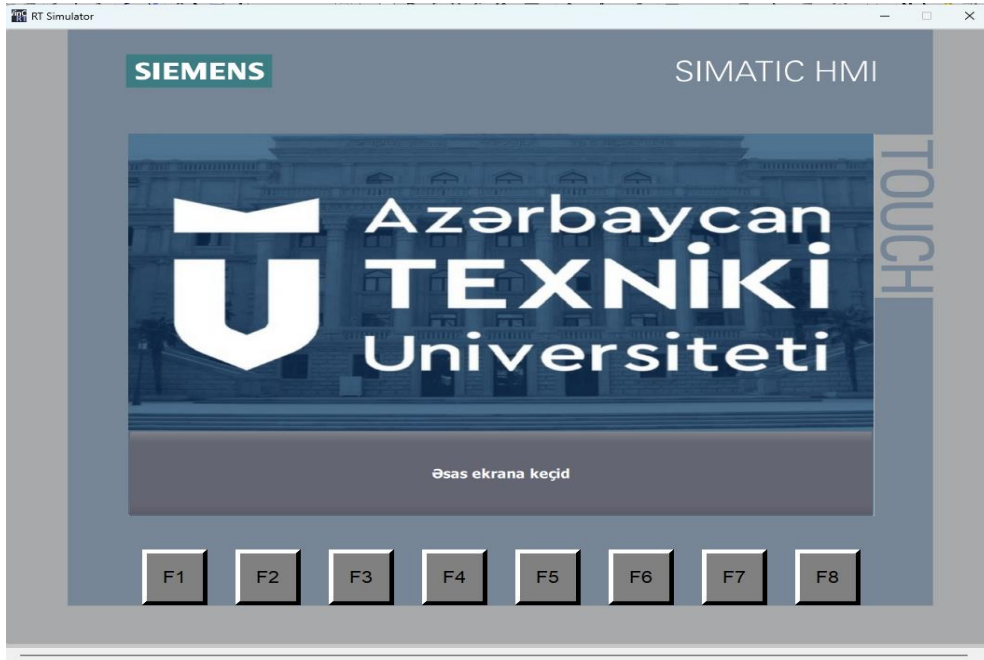 RT Simulator
SIEMENS
SIMATIC HMI
TOUCH
Azərbaycan
TEXNİKİ
Universiteti
Əsas ekrana keçid
F1 F2 F3 F4 F5 F6 F7 F8